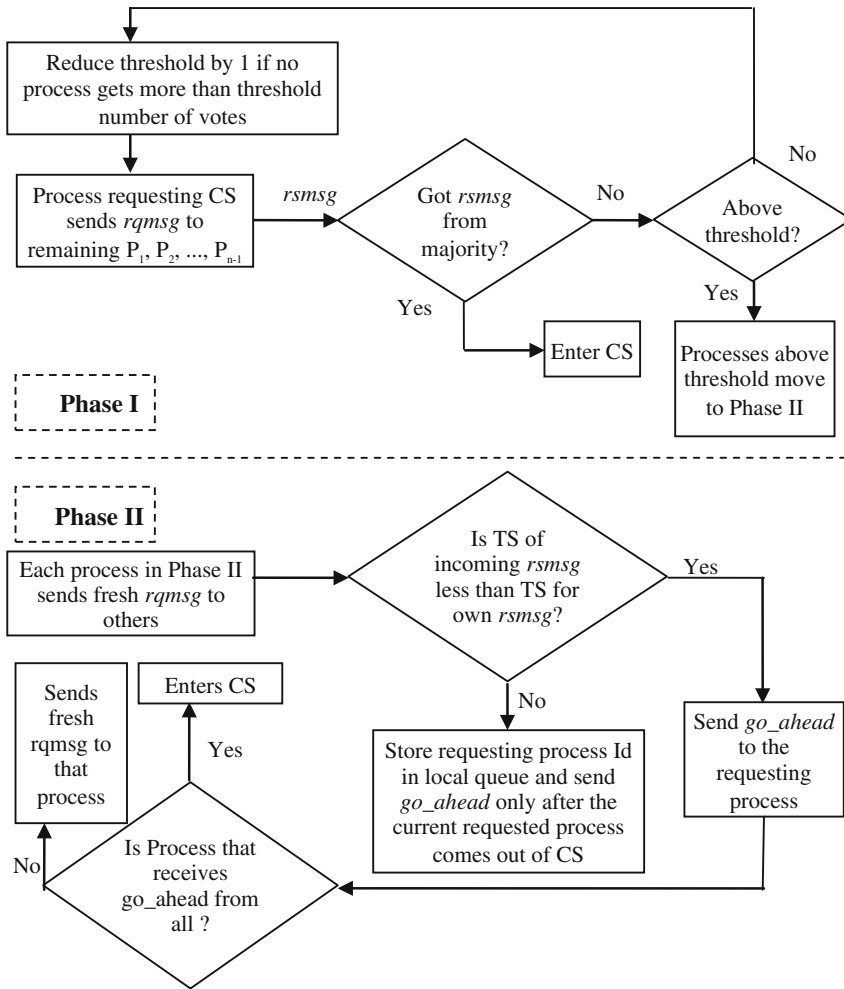 Reduce threshold by 1 if no
process gets more than threshold
number of votes
No
Process requesting CS
sends rqmsg to
remaining P1, P2, ..., Pn-1
rsmsg
Got rsmsg
from
majority?
No
Above
threshold?
Yes
Yes
Enter CS
Processes above
threshold move
to Phase II
Phase I
Phase II
Each process in Phase II
sends fresh rqmsg to
others
Is TS of
incoming rsmsg
less than TS for
own rsmsg?
Yes
No
Sends
fresh
rqmsg to
that
process
Enters CS
Yes
Store requesting process Id
in local queue and send
go_ahead only after the
current requested process
comes out of CS
Send go_ahead
to the
requesting
process
No
Is Process that
receives
go_ahead from
all ?